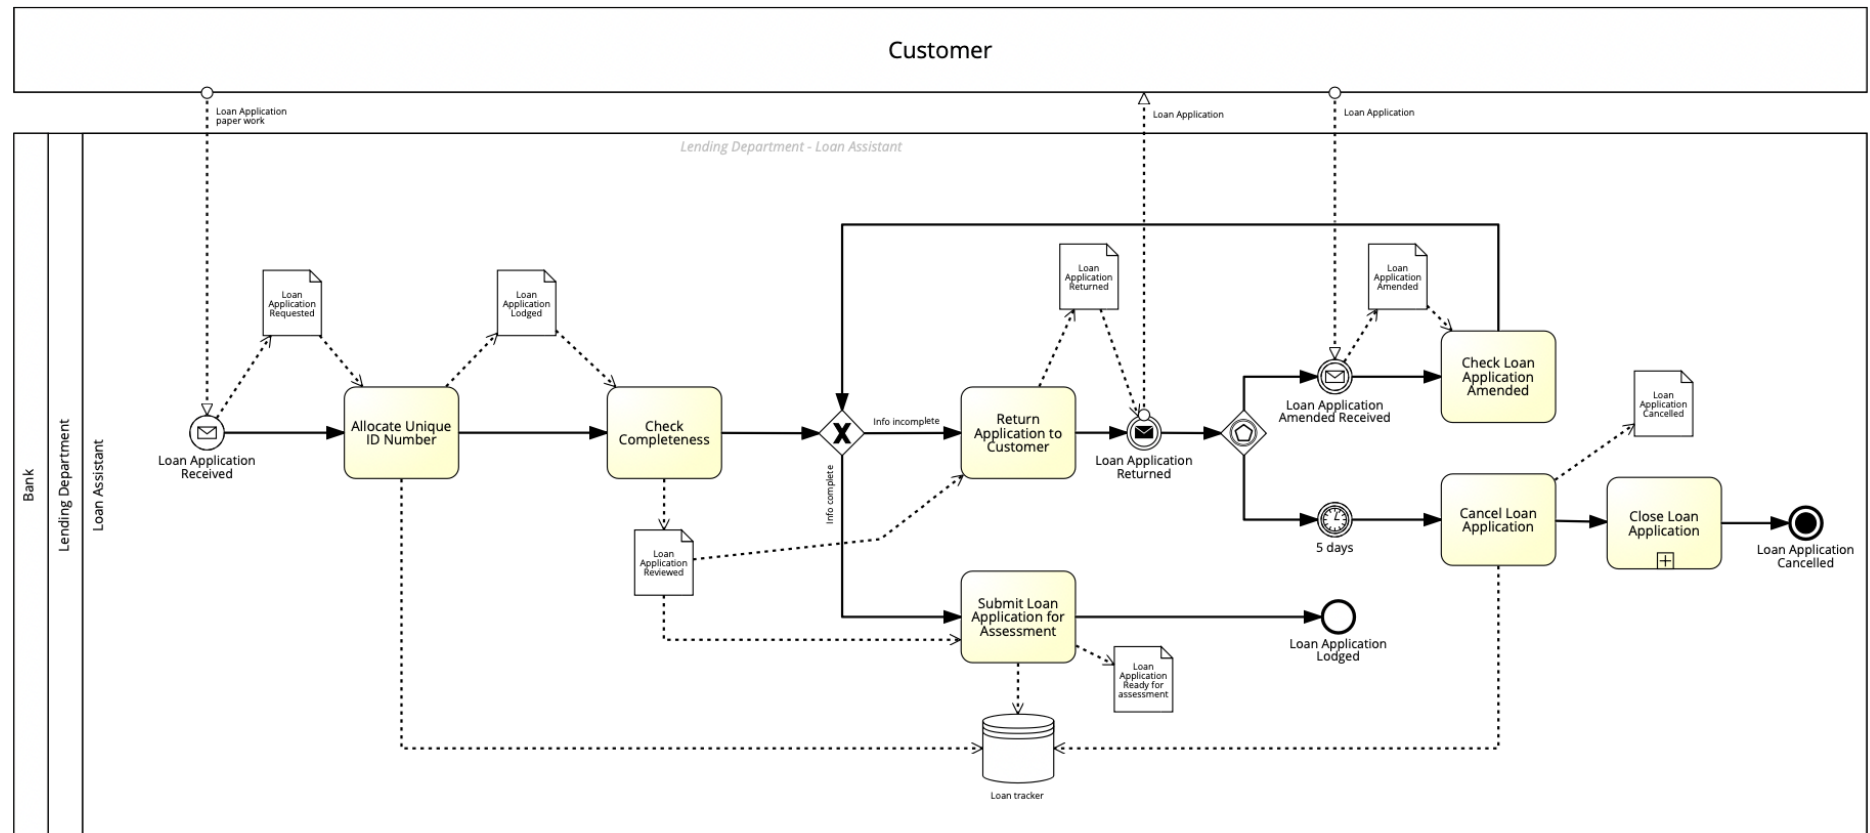 Customer
Loan Application
paper work
Loan Application
Loan Application
Bank
Lending Department
Loan Assistant
Lending Department - Loan Assistant
Loan
Application
Requested
Loan
Application
Lodged
Loan
Application
Returned
Loan
Application
Amended
Loan Application
Received
Allocate Unique
ID Number
Check
Completeness
Info incomplete
Info complete
Return
Application to
Customer
Loan Application
Returned
Loan Application
Amended Received
Check Loan
Application
Amended
Loan
Application
Cancelled
5 days
Cancel Loan
Application
Close Loan
Application
Loan Application
Cancelled
Loan
Application
Reviewed
Submit Loan
Application for
Assessment
Loan Application
Lodged
Loan
Application
Ready for
assessment
Loan tracker